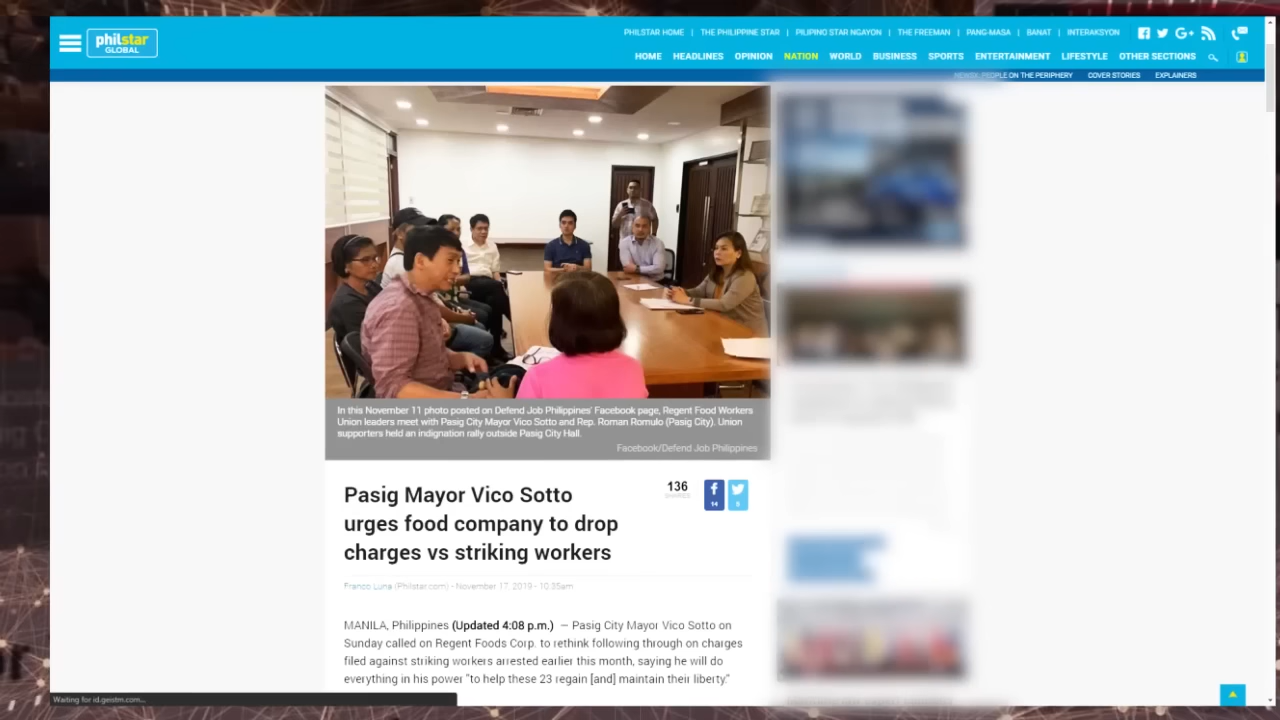 philstar
GLOBAL
PHILSTAR HOME | THE PHILIPPINE STAR | PILIPINO STAR NGAYON | THE FREEMAN | PANG-MASA | BANAT | INTERAKSYON
HOME HEADLINES OPINION NATION WORLD BUSINESS SPORTS ENTERTAINMENT LIFESTYLE OTHER SECTIONS
PEOPLE ON THE PERIPHERY COVER STORIES EXPLAINERS
In this November 11 photo posted on Defend Job Philippines' Facebook page, Regent Food Workers
Union leaders meet with Pasig City Mayor Vico Sotto and Rep. Roman Romulo (Pasig City). Union
supporters held an indignation rally outside Pasig City Hall.
Facebook/Defend Job Philippines
Pasig Mayor Vico Sotto
urges food company to drop
charges vs striking workers
136
SHARES
14
Franco Luna (Philstar.com) - November 17, 2019 - 10:35am
MANILA, Philippines (Updated 4:08 p.m.) — Pasig City Mayor Vico Sotto on
Sunday called on Regent Foods Corp. to rethink following through on charges
filed against striking workers arrested earlier this month, saying he will do
everything in his power "to help these 23 regain [and] maintain their liberty."
Waiting for id.geistm.com...